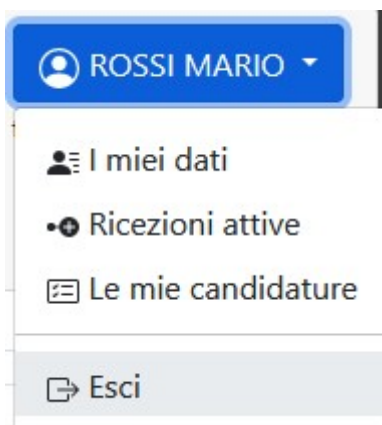 ROSSI MARIO
I miei dati
Ricezioni attive
Le mie candidature
Esci